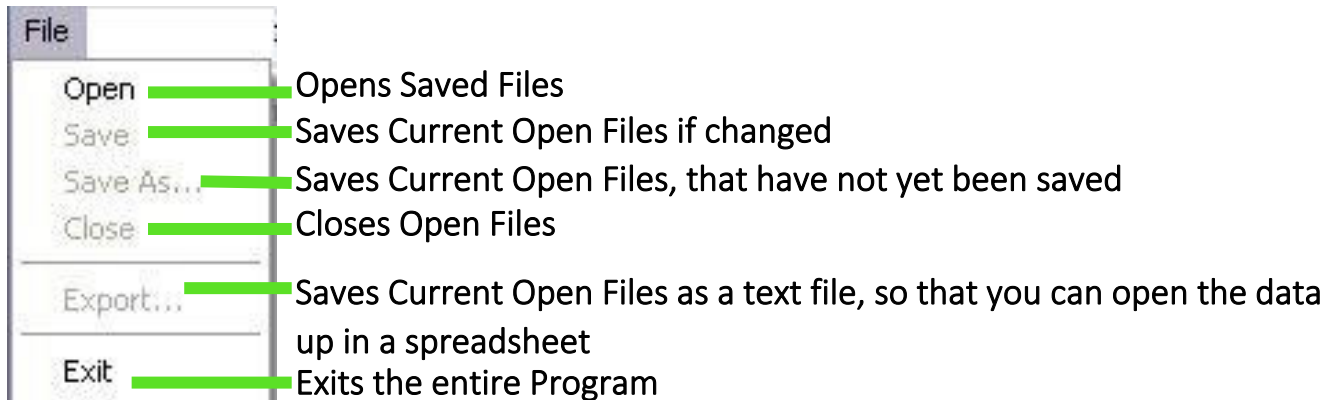 File
Open Opens Saved Files
Save Saves Current Open Files if changed
Save As... Saves Current Open Files, that have not yet been saved
Close Closes Open Files
Export... Saves Current Open Files as a text file, so that you can open the data
up in a spreadsheet
Exit Exits the entire Program